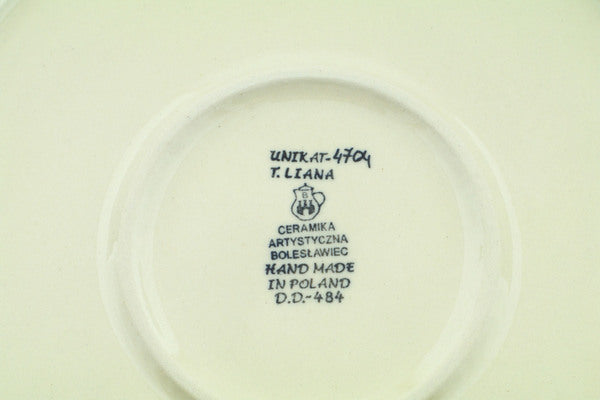 UNIKAT-4704
T. LIANA
B
CERAMIKA
ARTYSTYCZNA
BOLESŁAWIEC
HAND MADE
IN POLAND
D.D.-484